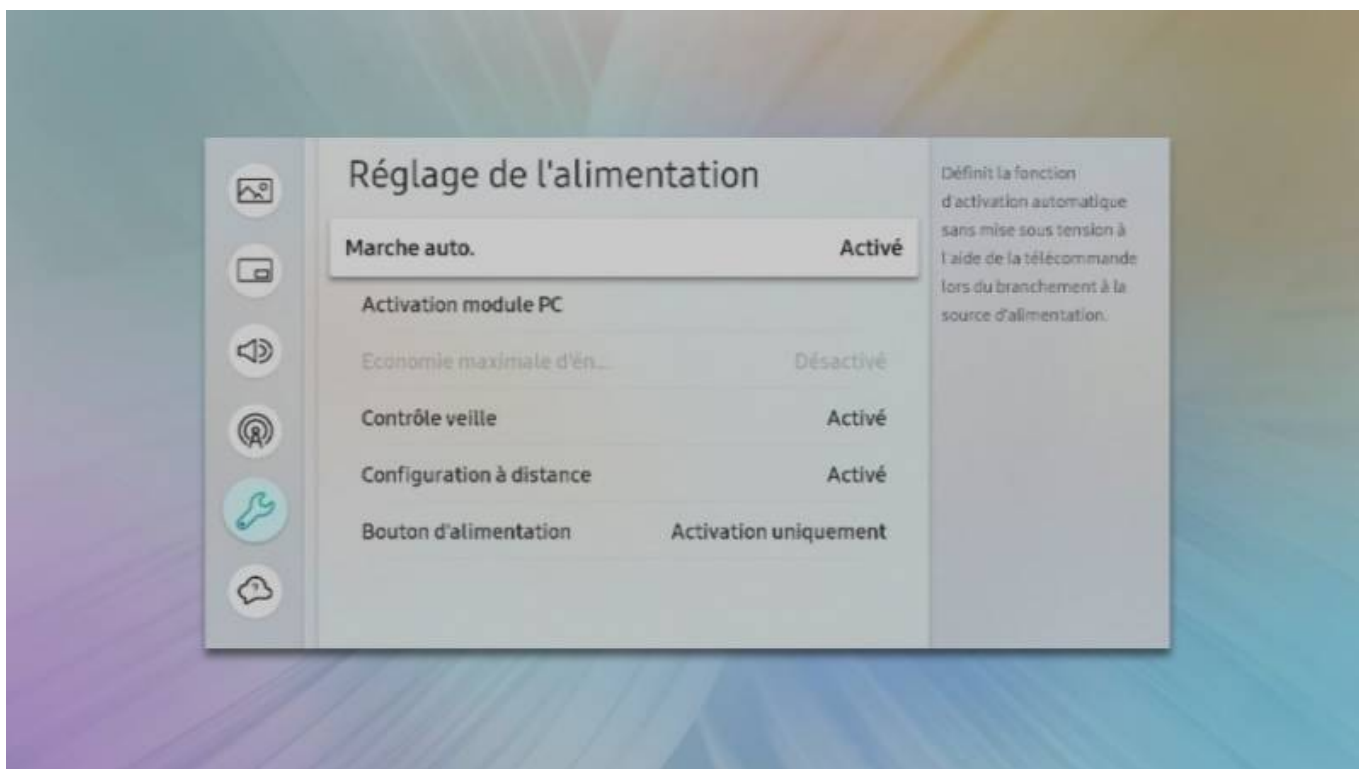 Réglage de l'alimentation
Marche auto. Activé
Activation module PC
Economie maximale d'én... Désactivé
Contrôle veille Activé
Configuration à distance Activé
Bouton d'alimentation Activation uniquement
Définit la fonction
d'activation automatique
sans mise sous tension à
l'aide de la télécommande
lors du branchement à la
source d'alimentation.